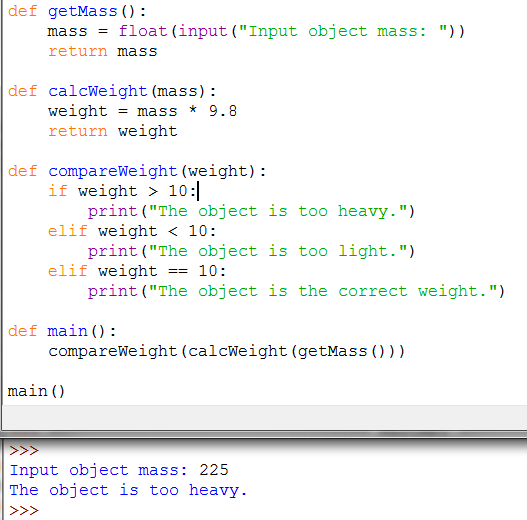 def getMass():
    mass = float(input("Input object mass: "))
    return mass

def calcWeight(mass):
    weight = mass * 9.8
    return weight

def compareWeight(weight):
    if weight > 10:
        print("The object is too heavy.")
    elif weight < 10:
        print("The object is too light.")
    elif weight == 10:
        print("The object is the correct weight.")

def main():
    compareWeight(calcWeight(getMass()))

main()
>>>
Input object mass: 225
The object is too heavy.
>>>